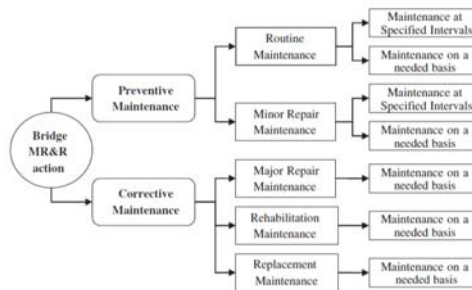 Bridge
MR&R
action
Preventive
Maintenance
Corrective
Maintenance
Routine
Maintenance
Minor Repair
Maintenance
Major Repair
Maintenance
Rehabilitation
Maintenance
Replacement
Maintenance
Maintenance at
Specified Intervals
Maintenance on a
needed basis
Maintenance at
Specified Intervals
Maintenance on a
needed basis
Maintenance on a
needed basis
Maintenance on a
needed basis
Maintenance on a
needed basis